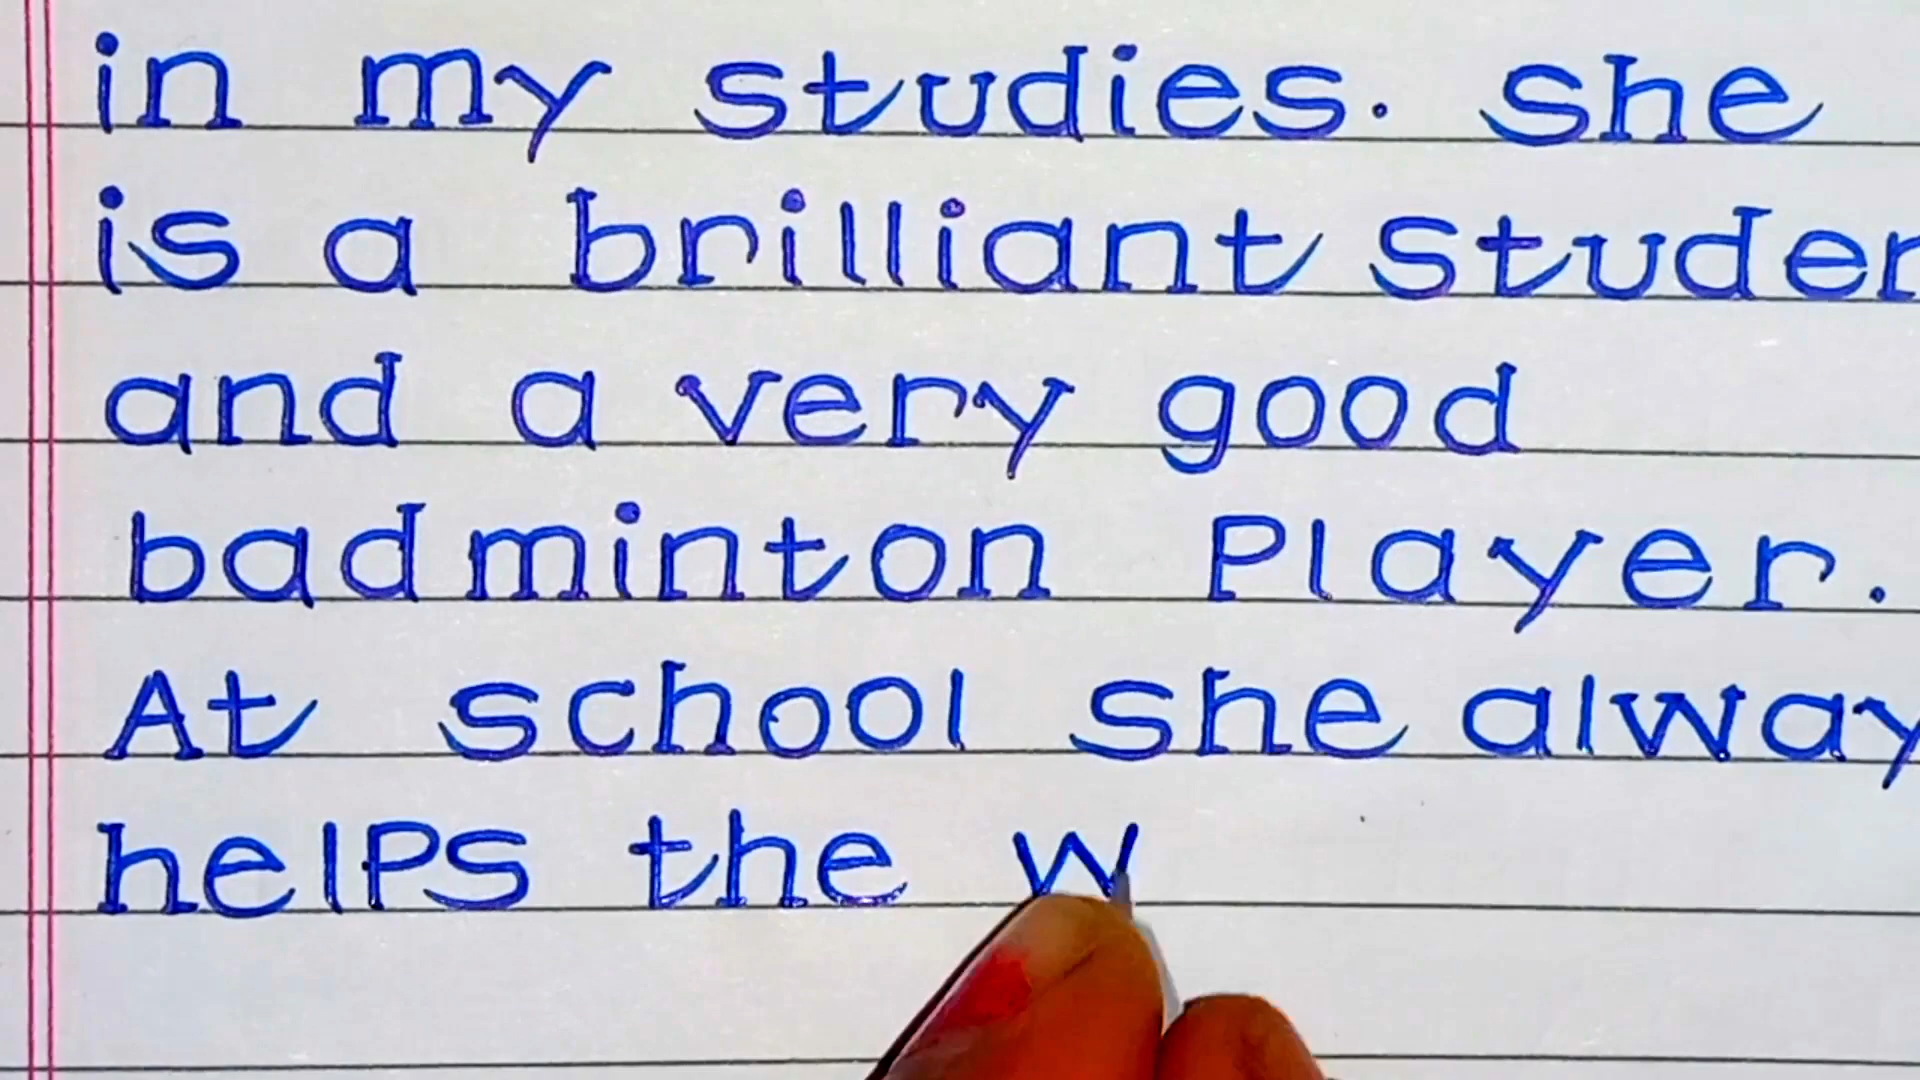 in my studies. she
is a brilliant studen
and a very good
badminton Player.
At school she alway
helPs the w